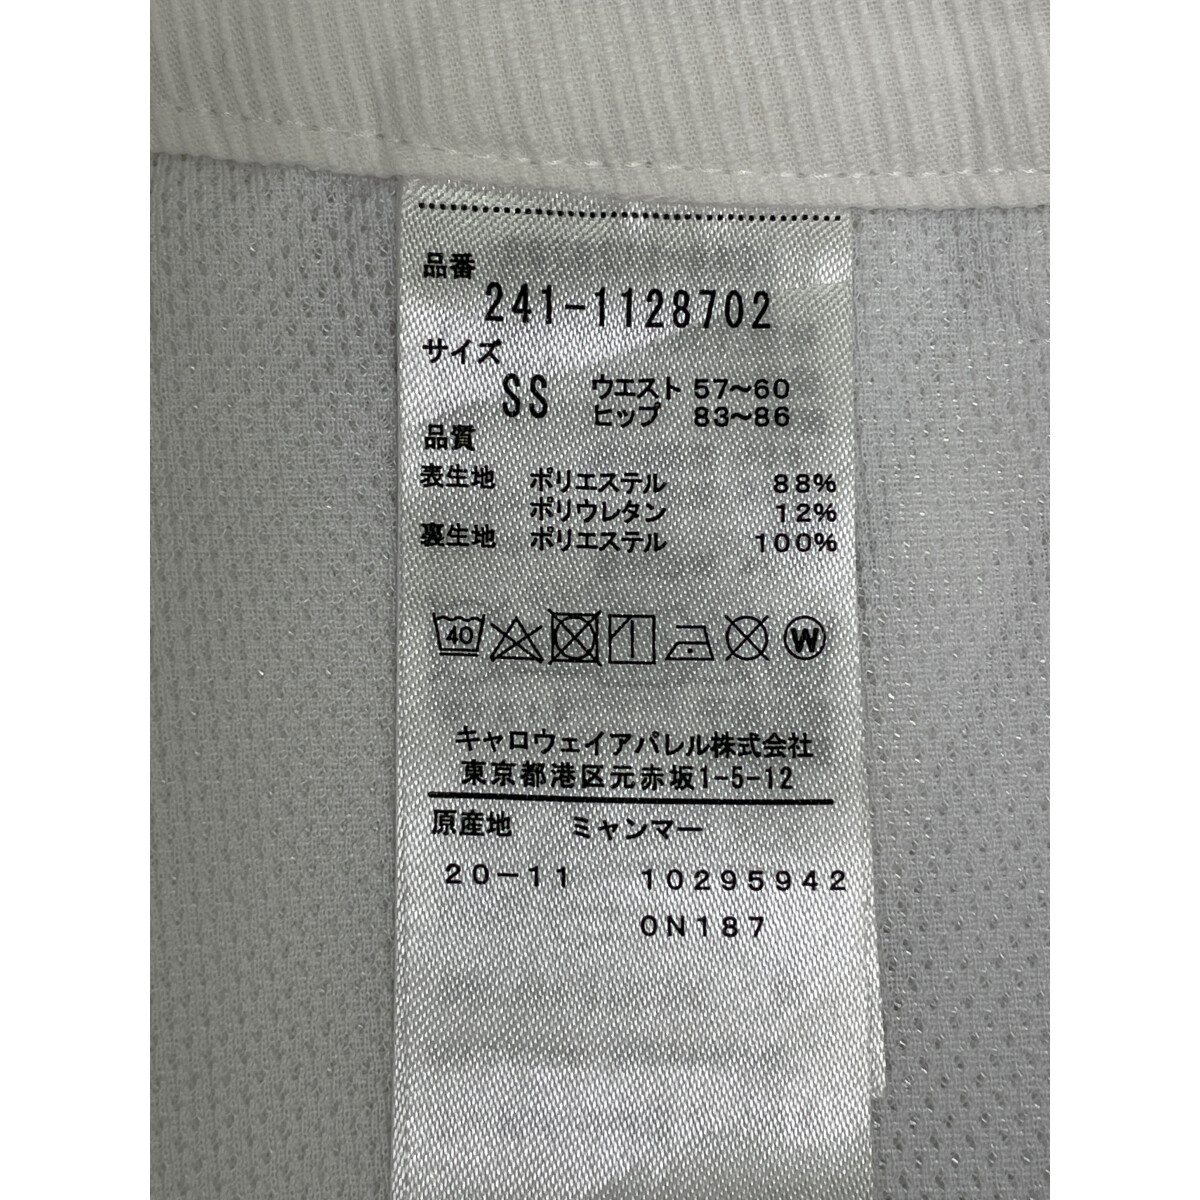 品番
241-1128702
サイズ
SS ウエスト 57〜60
ヒップ 83〜86
品質
表生地 ポリエステル 88%
ポリウレタン 12%
裏生地 ポリエステル 100%
40 W
キャロウェイアパレル株式会社
東京都港区元赤坂1-5-12
原産地 ミャンマー
20-11 10295942
0N187